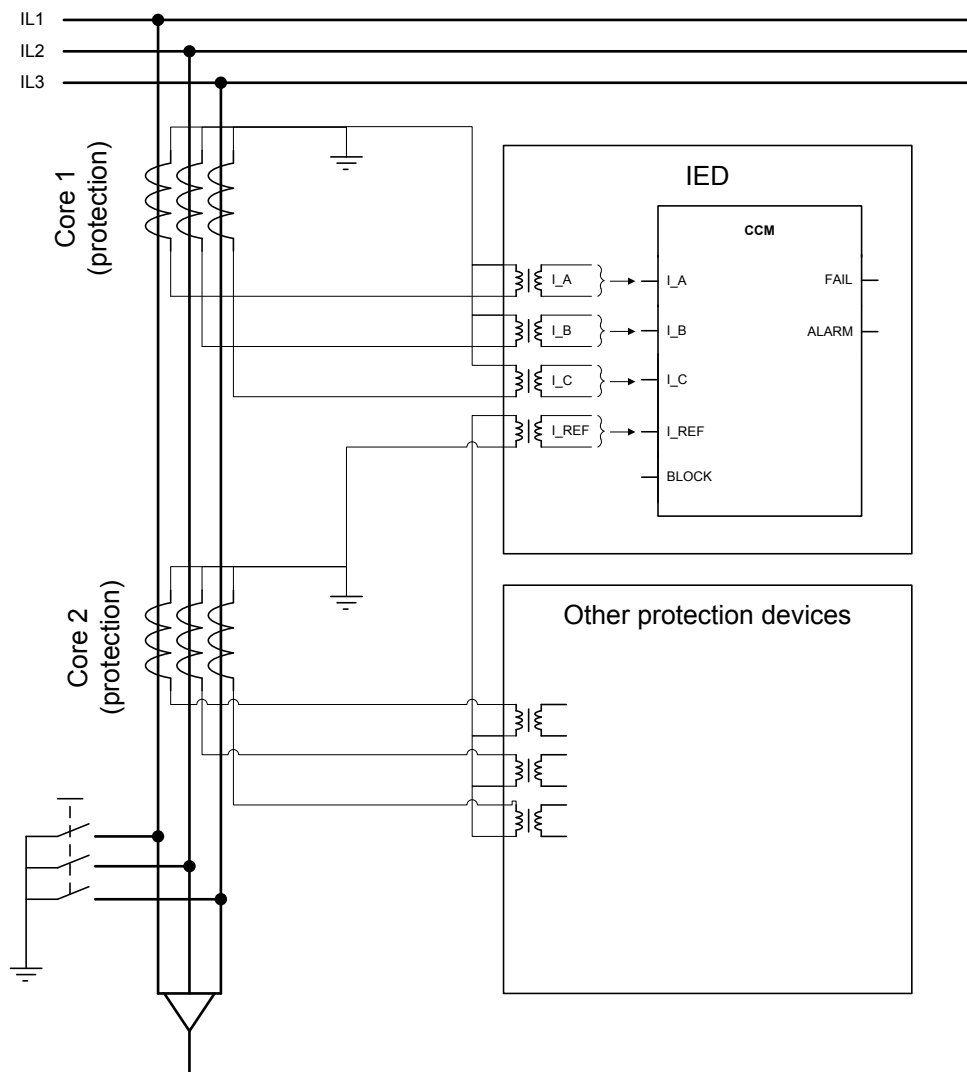 IL1
IL2
IL3
Core 1
(protection)
IED
CCM
I_A
I_A
FAIL
I_B
I_B
ALARM
I_C
I_C
I_REF
I_REF
BLOCK
Core 2
(protection)
Other protection devices